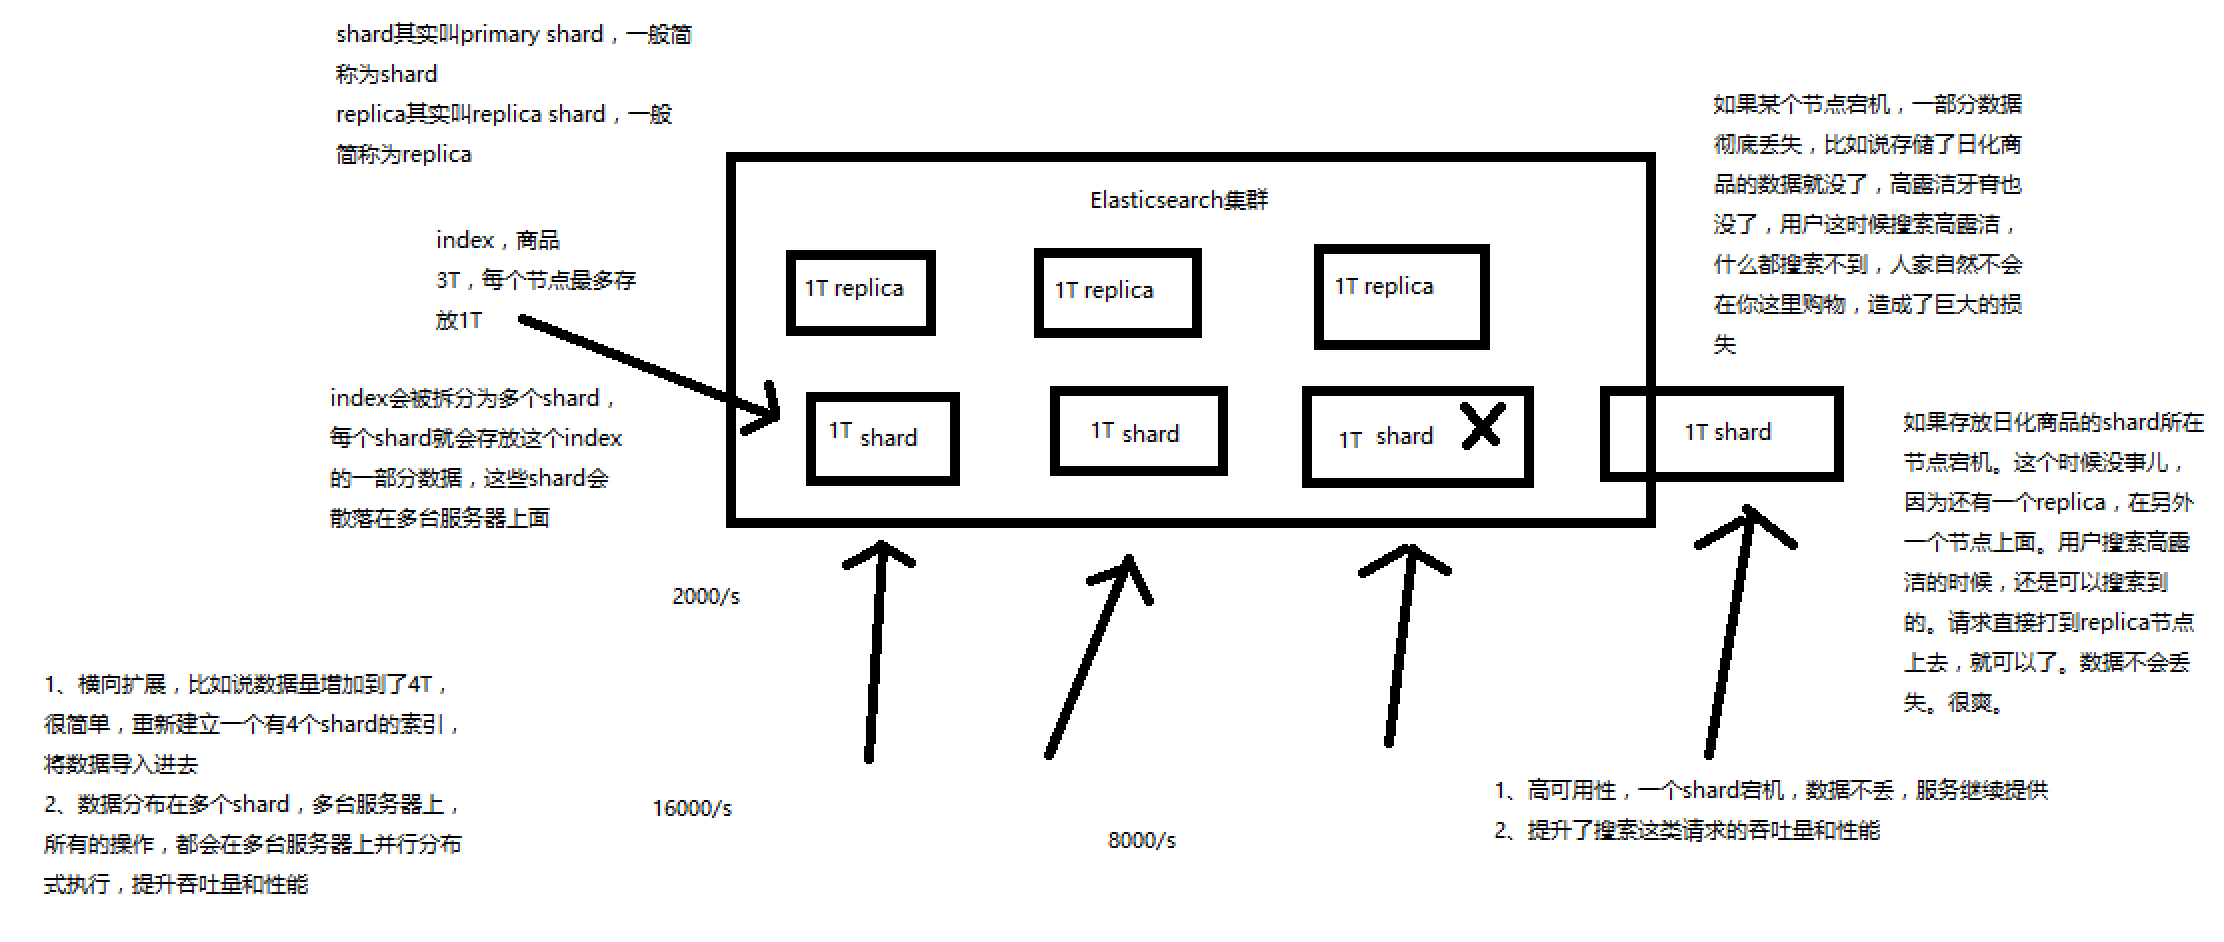 shard其实叫primary shard，一般简
称为shard
replica其实叫replica shard，一般
简称为replica
如果某个节点宕机，一部分数据
彻底丢失，比如说存储了日化商
品的数据就没了，高露洁牙膏也
没了，用户这时候搜索高露洁，
什么都搜索不到，人家自然不会
在你这里购物，造成了巨大的损
失
Elasticsearch集群
index，商品
3T，每个节点最多存
放1T
1T replica
1T replica
1T replica
index会被拆分为多个shard，
每个shard就会存放这个index
的一部分数据，这些shard会
散落在多台服务器上面
1T shard
1T shard
1T shard
1T shard
如果存放日化商品的shard所在
节点宕机。这个时候没事儿，
因为还有一个replica，在另外
一个节点上面。用户搜索高露
洁的时候，还是可以搜索到
的。请求直接打到replica节点
上去，就可以了。数据不会丢
失。很爽。
2000/s
1、横向扩展，比如说数据量增加到了4T，
很简单，重新建立一个有4个shard的索引，
将数据导入进去
2、数据分布在多个shard，多台服务器上，
所有的操作，都会在多台服务器上并行分布
式执行，提升吞吐量和性能
16000/s
8000/s
1、高可用性，一个shard宕机，数据不丢，服务继续提供
2、提升了搜索这类请求的吞吐量和性能